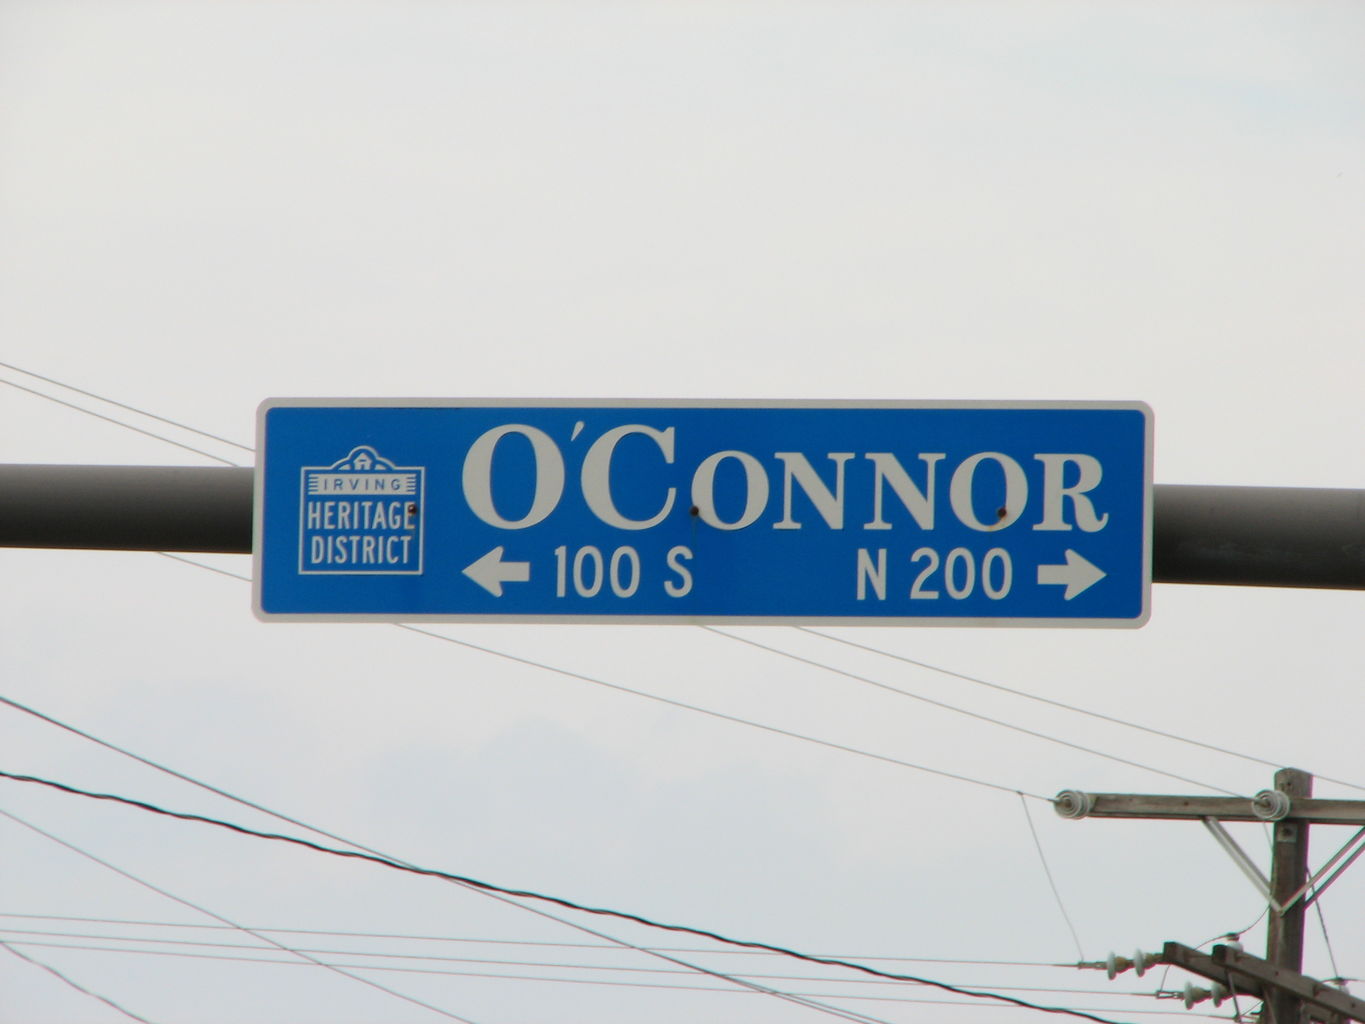 IRVING
HERITAGE
DISTRICT
O'CONNOR
100 S
N 200